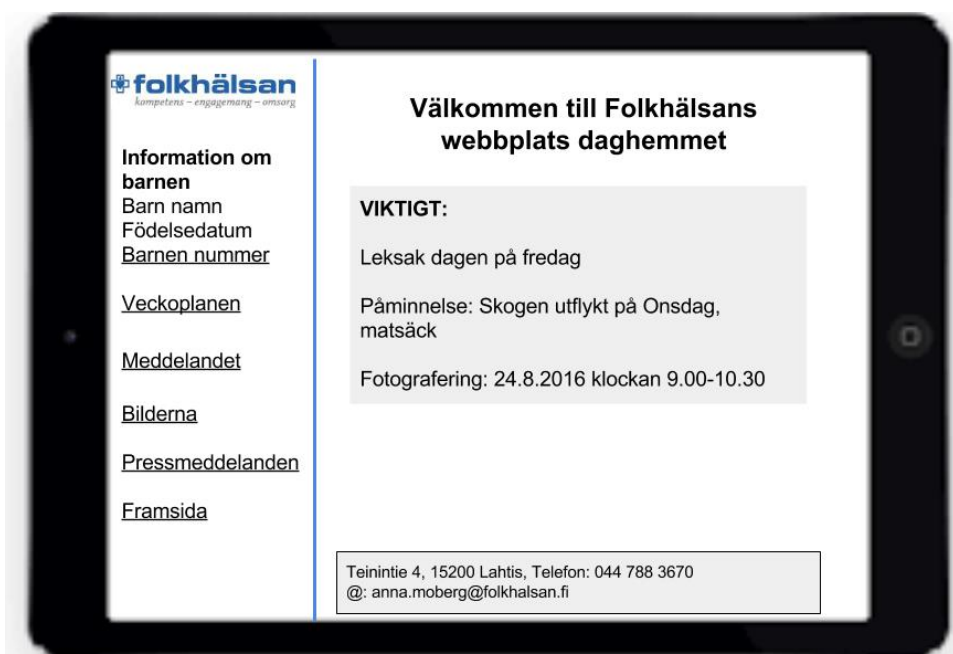 folkhälsan
kompetens – engagemang – omsorg
Information om
barnen
Barn namn
Födelsedatum
Barnen nummer
Veckoplanen
Meddelandet
Bilderna
Pressmeddelanden
Framsida
Välkommen till Folkhälsans
webbplats daghemmet
VIKTIGT:
Leksak dagen på fredag
Påminnelse: Skogen utflykt på Onsdag,
matsäck
Fotografering: 24.8.2016 klockan 9.00-10.30
Teinintie 4, 15200 Lahtis, Telefon: 044 788 3670
@: anna.moberg@folkhalsan.fi